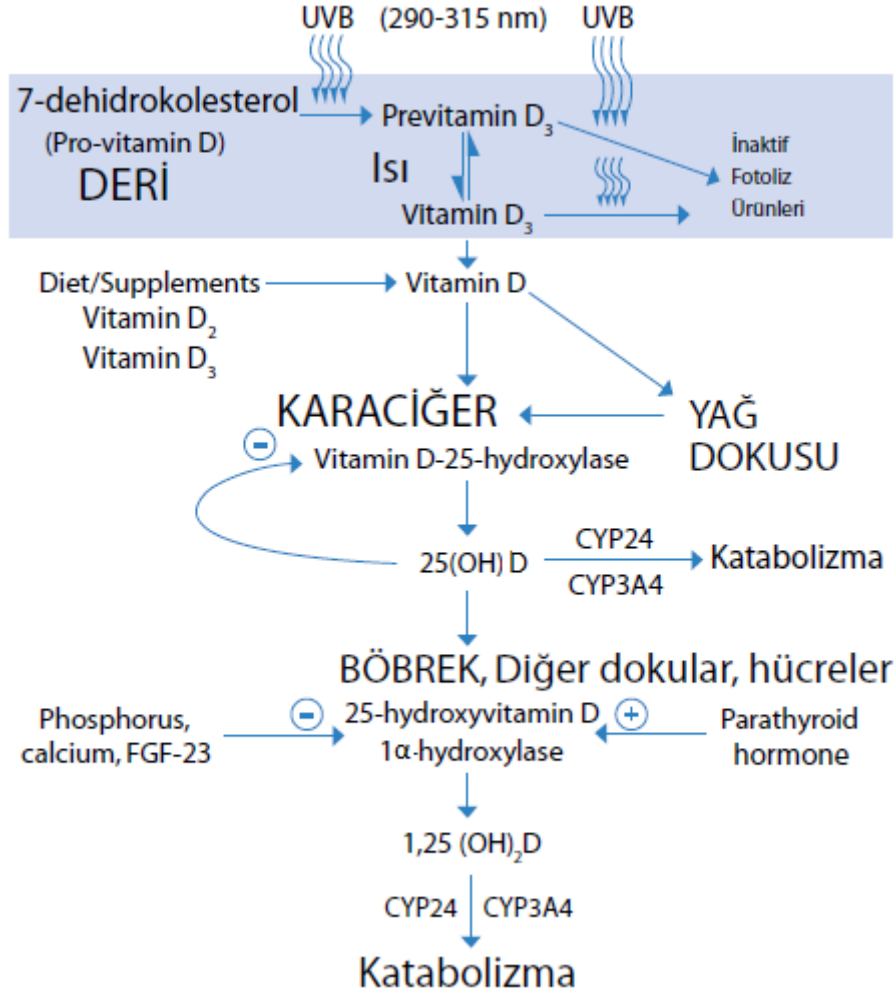 UVB (290-315 nm) UVB
7-dehidrokolesterol
(Pro-vitamin D)
DERİ
Previtamin D₃
Isı
Vitamin D₃
İnaktif
Fotoliz
Ürünleri
Diet/Supplements
Vitamin D₂
Vitamin D₃
Vitamin D
KARACİĞER
YAĞ
DOKUSU
−
Vitamin D-25-hydroxylase
25(OH) D
CYP24
CYP3A4
Katabolizma
BÖBREK, Diğer dokular, hücreler
Phosphorus,
calcium, FGF-23
−
25-hydroxyvitamin D
1α-hydroxylase
+
Parathyroid
hormone
1,25 (OH)₂D
CYP24 CYP3A4
Katabolizma